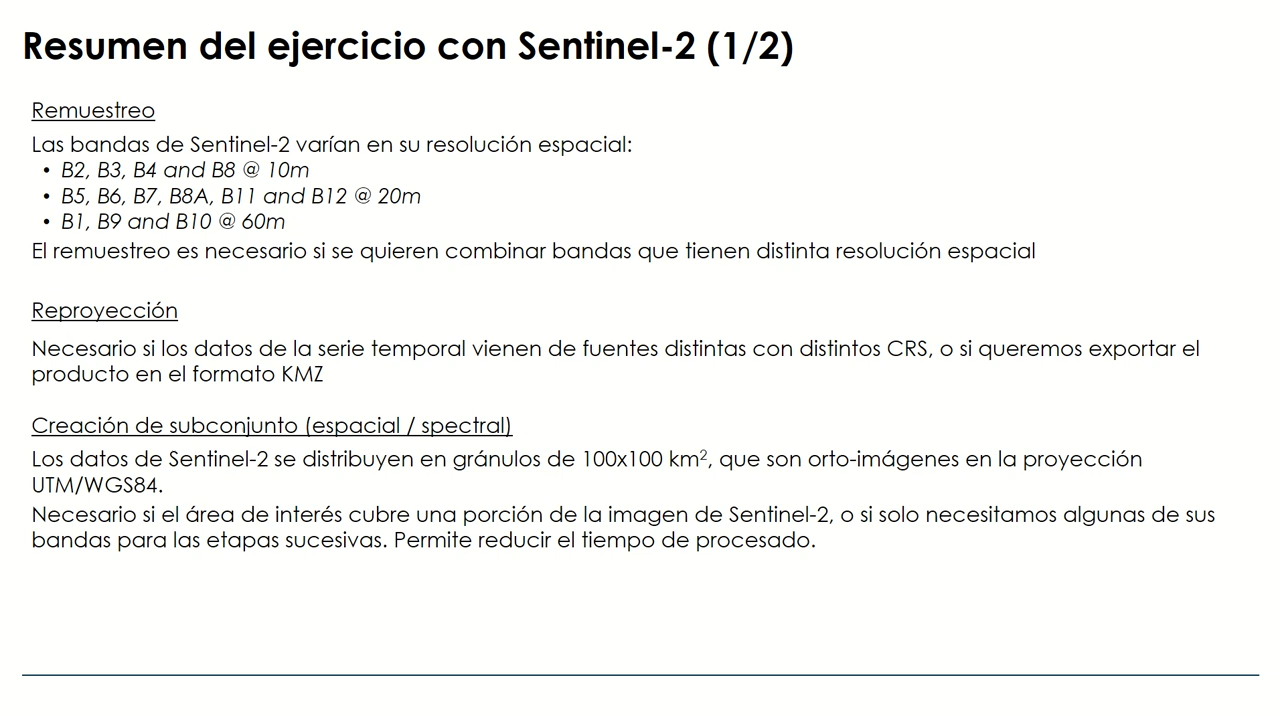 Resumen del ejercicio con Sentinel-2 (1/2)
Remuestreo
Las bandas de Sentinel-2 varían en su resolución espacial:
• B2, B3, B4 and B8 @ 10m
• B5, B6, B7, B8A, B11 and B12 @ 20m
• B1, B9 and B10 @ 60m
El remuestreo es necesario si se quieren combinar bandas que tienen distinta resolución espacial
Reproyección
Necesario si los datos de la serie temporal vienen de fuentes distintas con distintos CRS, o si queremos exportar el
producto en el formato KMZ
Creación de subconjunto (espacial / spectral)
Los datos de Sentinel-2 se distribuyen en gránulos de 100x100 km², que son orto-imágenes en la proyección
UTM/WGS84.
Necesario si el área de interés cubre una porción de la imagen de Sentinel-2, o si solo necesitamos algunas de sus
bandas para las etapas sucesivas. Permite reducir el tiempo de procesado.